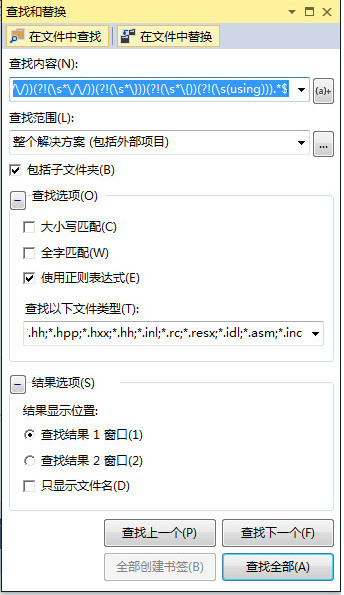 查找和替换
在文件中查找 在文件中替换
查找内容(N):
\/))(?!(\s*\/\/))(?!(\s*\}))(?!(\s*\{))(?!(\s(using))).*$ (a)+
查找范围(L):
整个解决方案 (包括外部项目) ...
包括子文件夹(B)
查找选项(O)
大小写匹配(C)
全字匹配(W)
使用正则表达式(E)
查找以下文件类型(T):
*.hh;*.hpp;*.hxx;*.hh;*.inl;*.rc;*.resx;*.idl;*.asm;*.inc
结果选项(S)
结果显示位置:
查找结果 1 窗口(1)
查找结果 2 窗口(2)
只显示文件名(D)
查找上一个(P) 查找下一个(F)
全部创建书签(B) 查找全部(A)